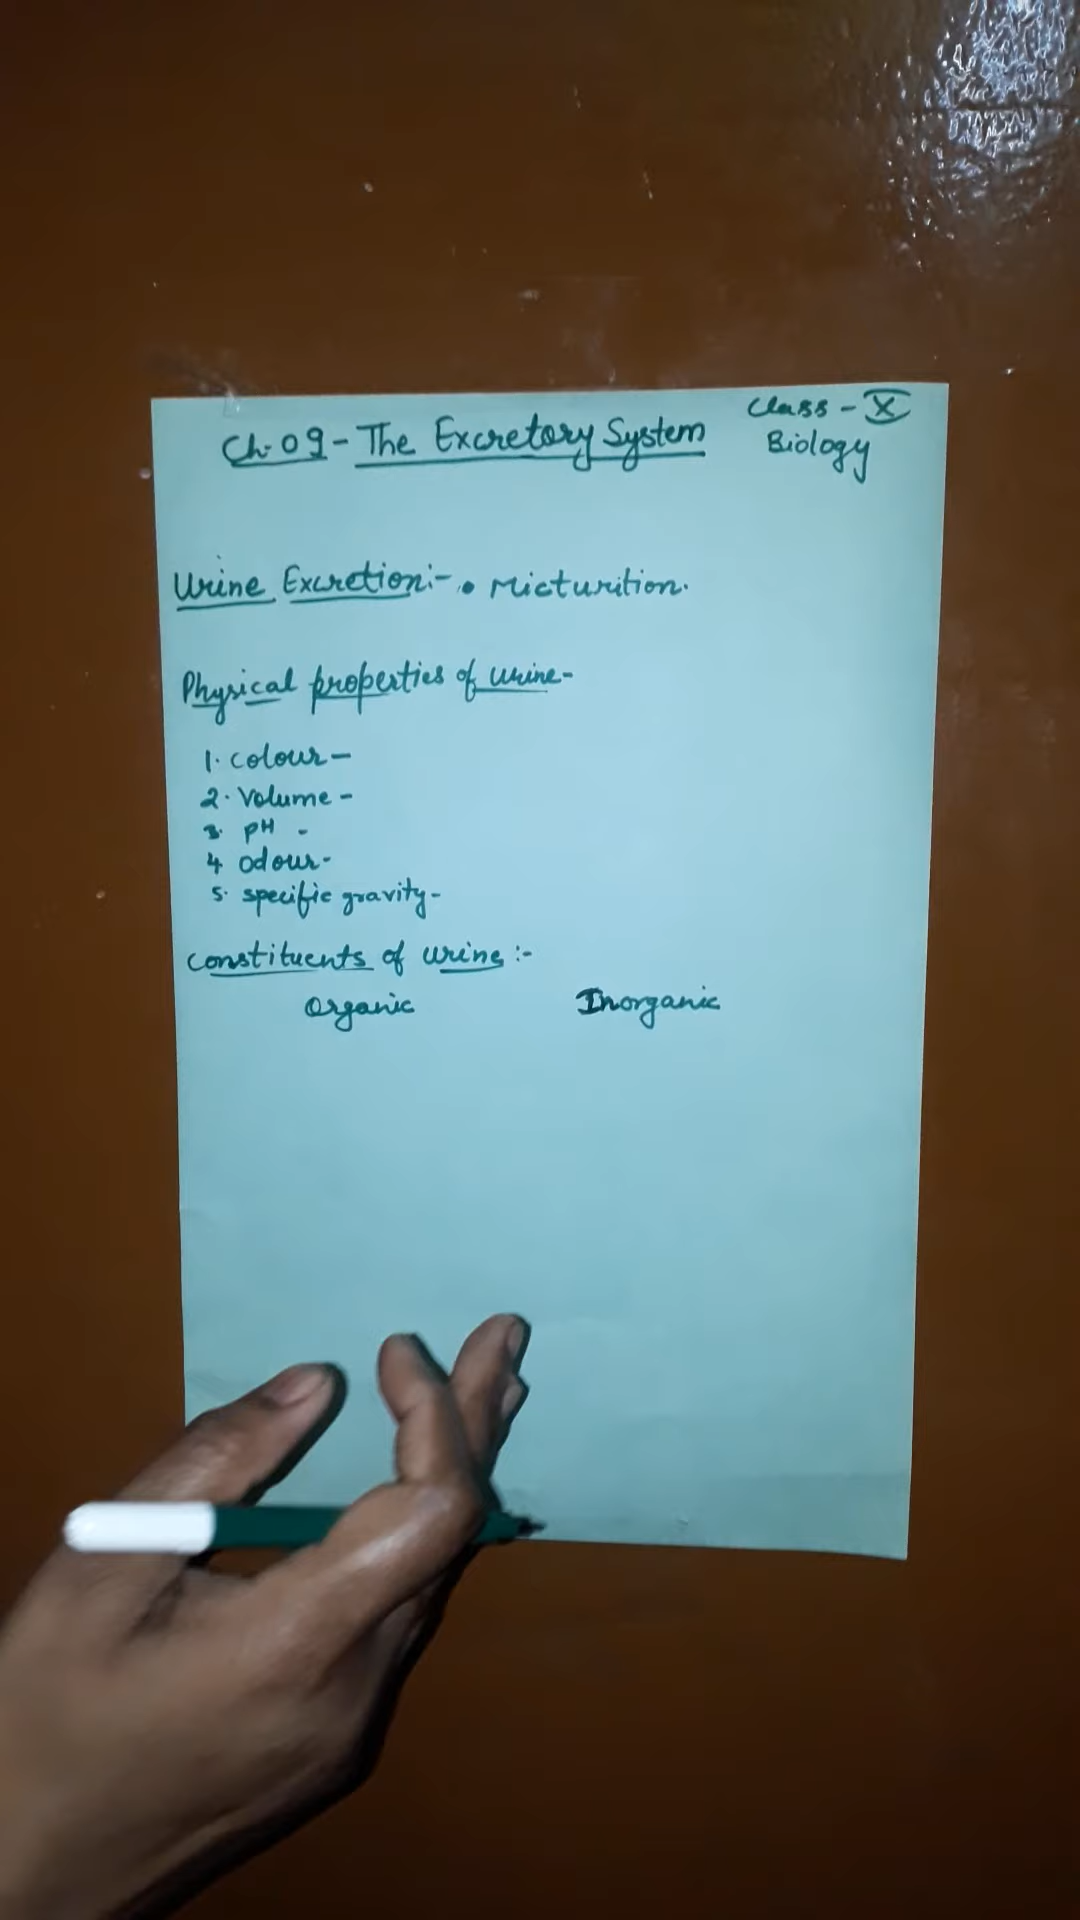 Ch. 09 - The Excretory System
Class - X
Biology
Urine Excretion:- • Micturition.
Physical properties of urine-
1. colour -
2. Volume -
3. pH -
4. odour-
5. specific gravity-
constituents of urine :-
Organic Inorganic